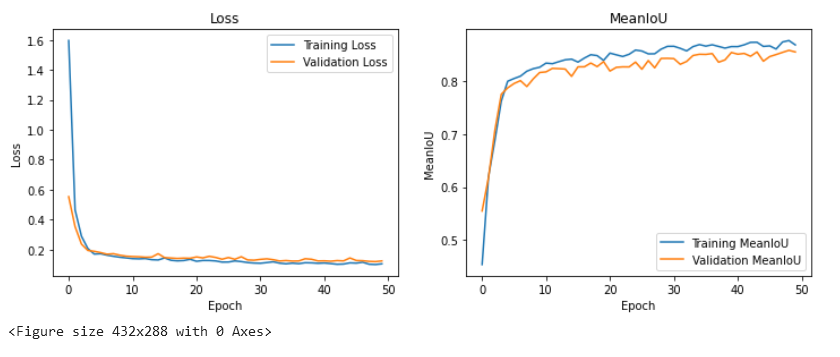 Loss
MeanIoU
1.6
1.4
1.2
1.0
0.8
0.6
0.4
0.2
Loss
Training Loss
Validation Loss
0
10
20
30
40
50
Epoch
0.8
0.7
0.6
0.5
MeanIoU
Training MeanIoU
Validation MeanIoU
0
10
20
30
40
50
Epoch
<Figure size 432x288 with 0 Axes>